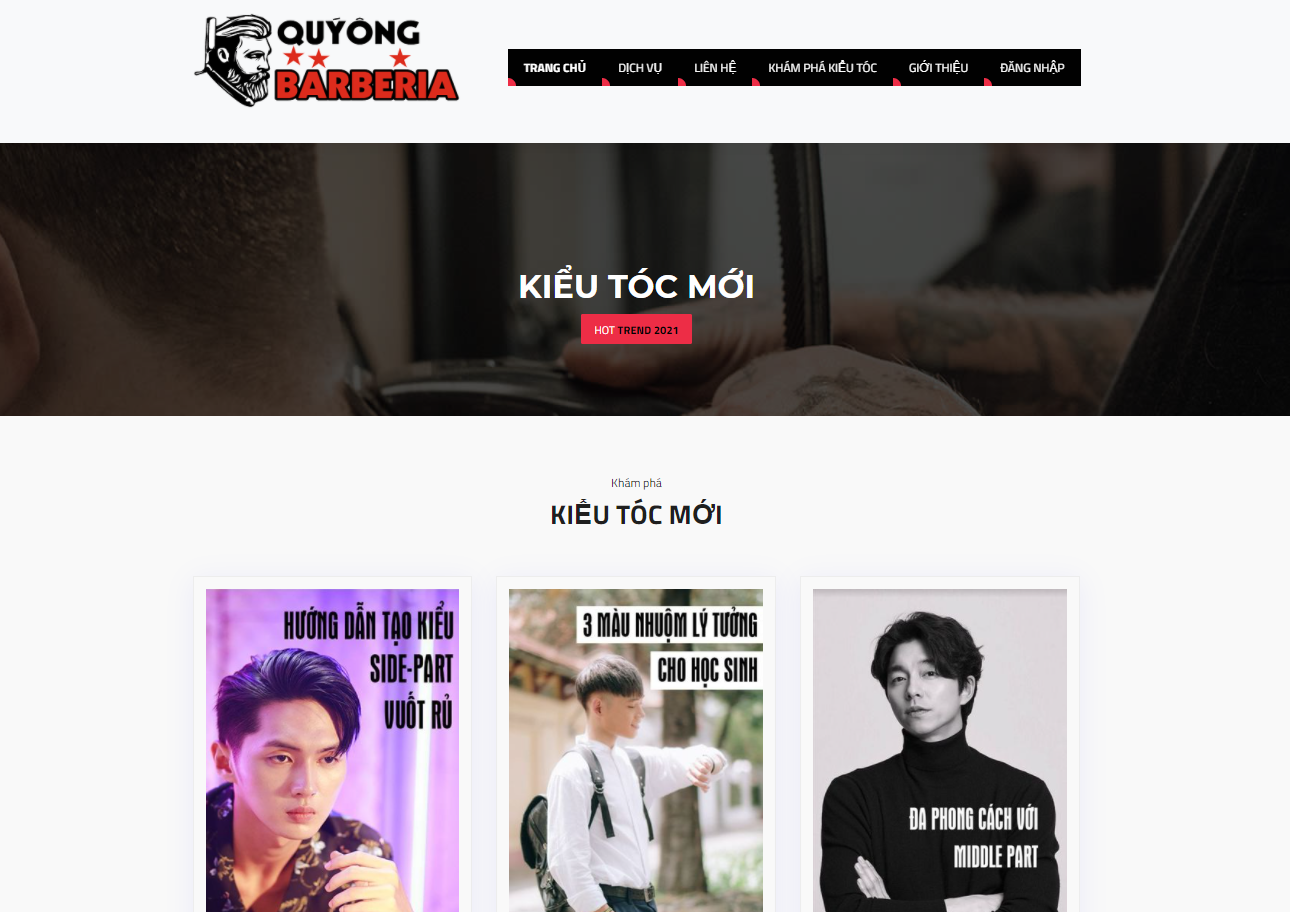 QUÝÔNG
BARBERIA
TRANG CHỦ DỊCH VỤ LIÊN HỆ KHÁM PHÁ KIỂU TÓC GIỚI THIỆU ĐĂNG NHẬP
KIỂU TÓC MỚI
HOT TREND 2021
Khám phá
KIỂU TÓC MỚI
HƯỚNG DẪN TẠO KIỂU
SIDE-PART
VUỐT RỦ
3 MÀU NHUỘM LÝ TƯỞNG
CHO HỌC SINH
ĐA PHONG CÁCH VỚI
MIDDLE PART